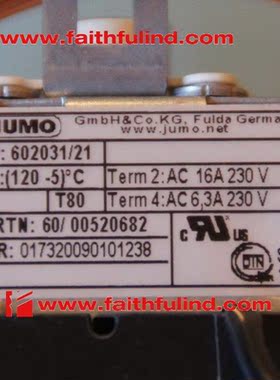 www.faithfulind.com
JUMO
GmbH&Co.KG, Fulda Germa
www.jumo.net
: 602031/21
:(120 -5)°C
Term 2: AC 16A 230 V
T80
Term 4: AC 6,3A 230 V
RTN: 60/ 00520682
R: 017320090101238
c UR us
DIN
www.faithfulind.com